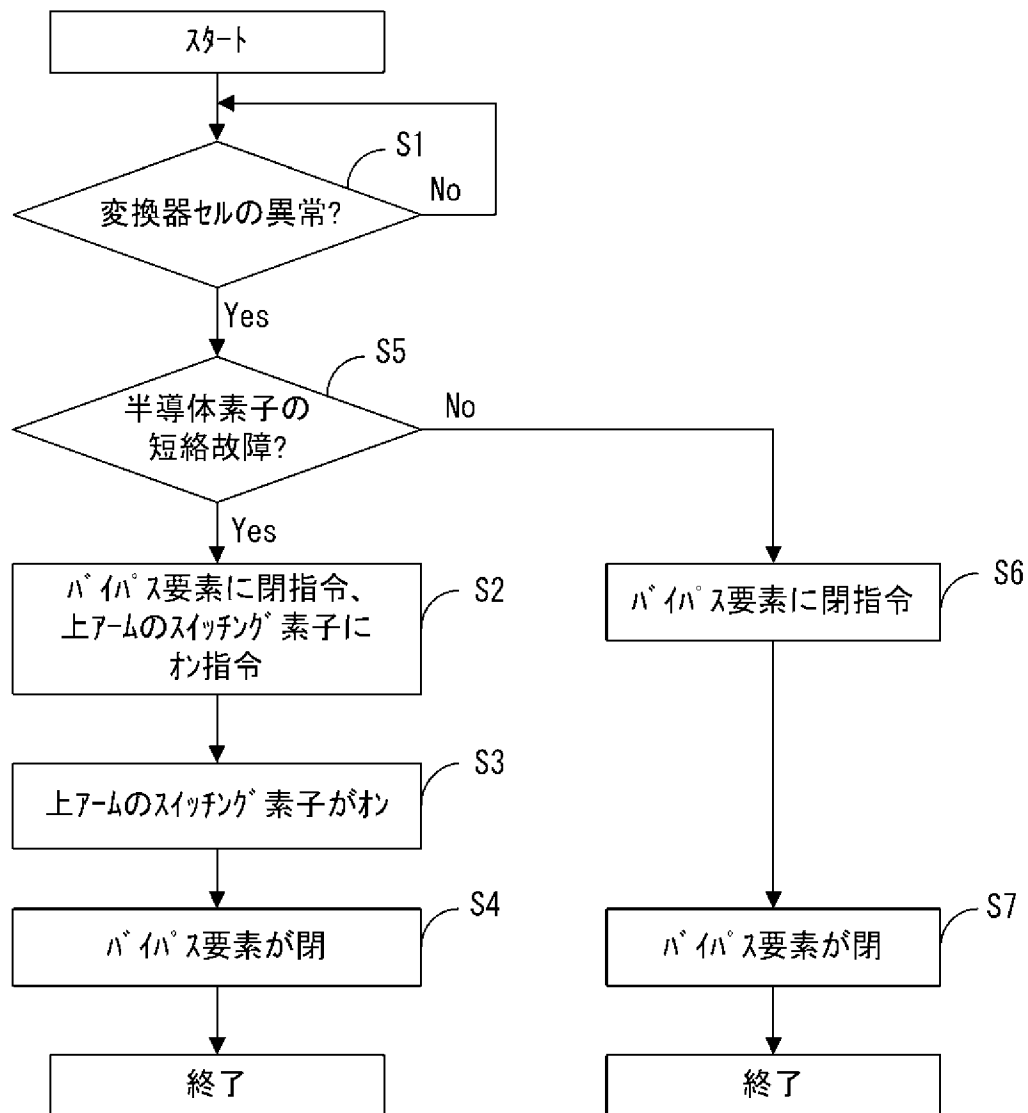 ｽﾀｰﾄ
S1
変換器ｾﾙの異常?
No
Yes
S5
半導体素子の
短絡故障?
No
Yes
ﾊﾞｲﾊﾟｽ要素に閉指令、
上ｱｰﾑのｽｲｯﾁﾝｸﾞ素子に
ｵﾝ指令
S2
ﾊﾞｲﾊﾟｽ要素に閉指令
S6
上ｱｰﾑのｽｲｯﾁﾝｸﾞ素子がｵﾝ
S3
ﾊﾞｲﾊﾟｽ要素が閉
S4
ﾊﾞｲﾊﾟｽ要素が閉
S7
終了
終了